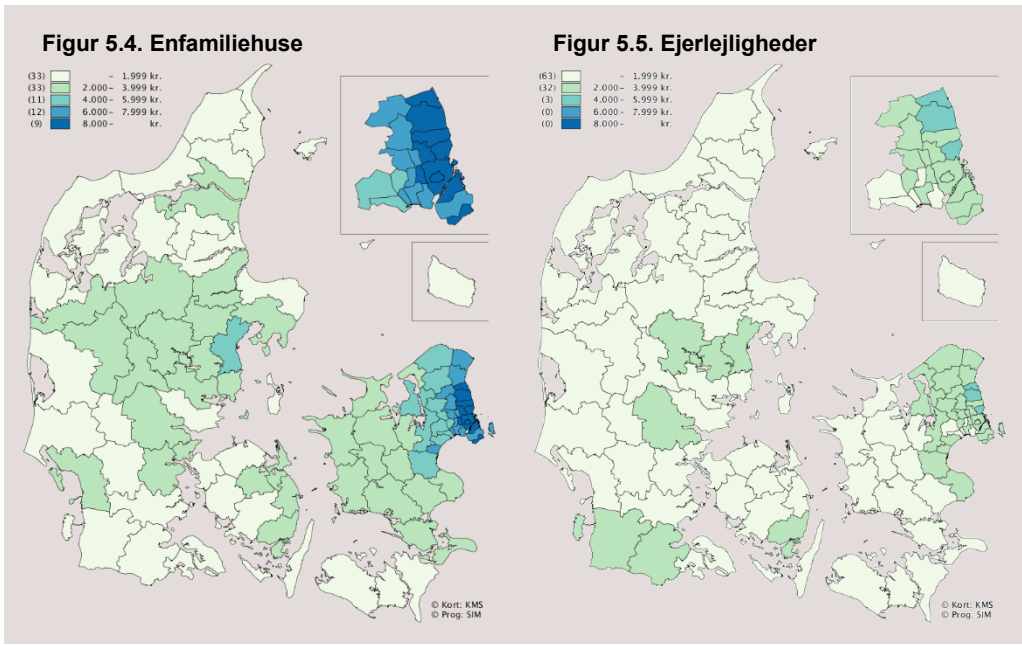 Figur 5.4. Enfamiliehuse
(33) - 1.999 kr.
(33) 2.000 - 3.999 kr.
(11) 4.000 - 5.999 kr.
(12) 6.000 - 7.999 kr.
(9) 8.000 - kr.
© Kort: KMS
© Prog: SIM
Figur 5.5. Ejerlejligheder
(63) - 1.999 kr.
(32) 2.000 - 3.999 kr.
(3) 4.000 - 5.999 kr.
(0) 6.000 - 7.999 kr.
(0) 8.000 - kr.
© Kort: KMS
© Prog: SIM